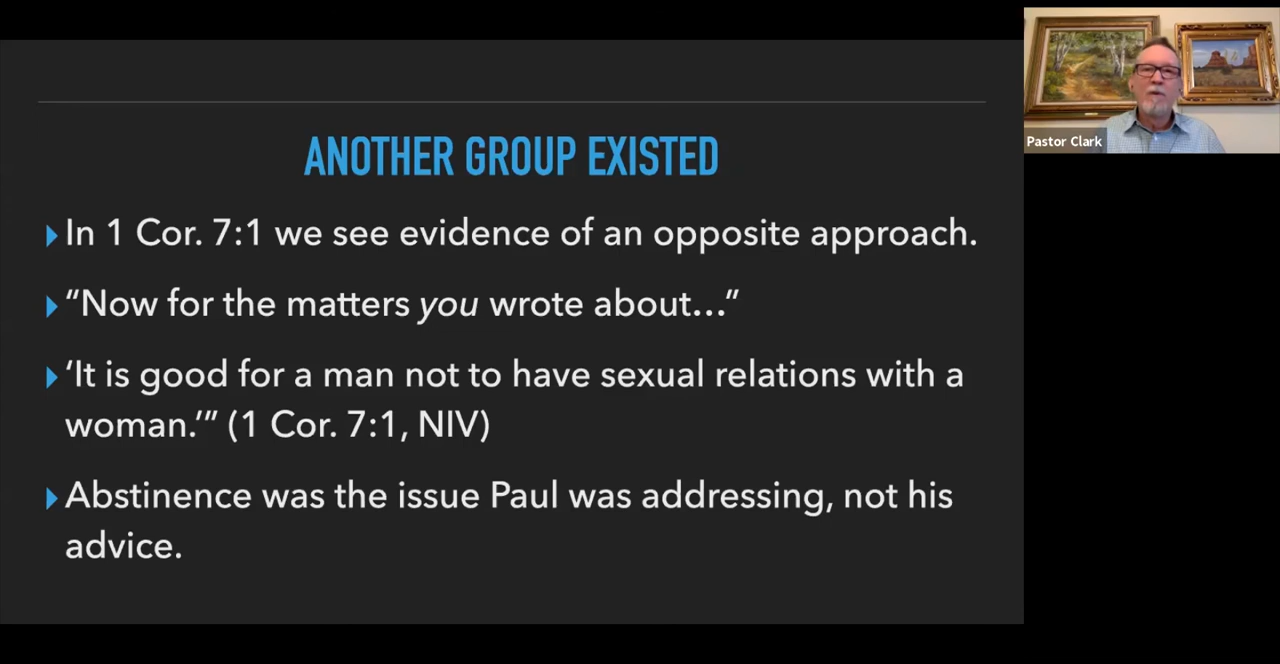 ANOTHER GROUP EXISTED
In 1 Cor. 7:1 we see evidence of an opposite approach.
“Now for the matters you wrote about…”
‘It is good for a man not to have sexual relations with a
woman.’” (1 Cor. 7:1, NIV)
Abstinence was the issue Paul was addressing, not his
advice.
Pastor Clark